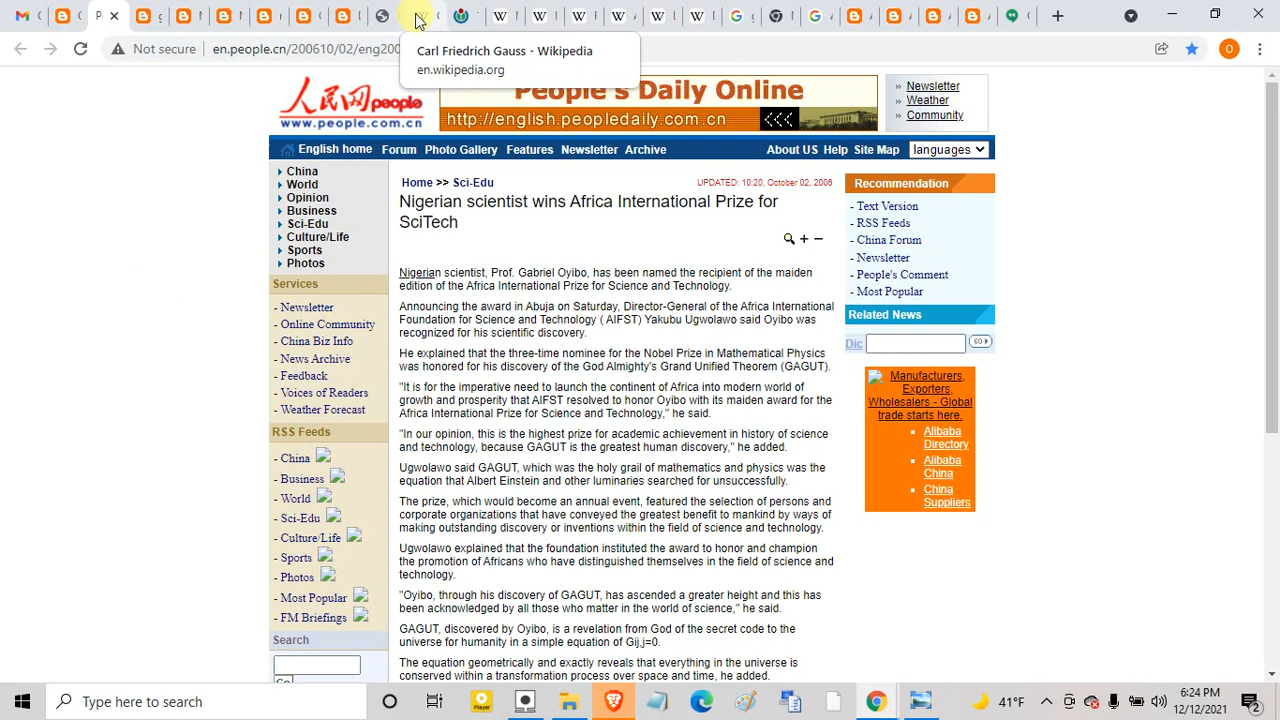 Not secure
en.people.cn/200610/02/eng200
Carl Friedrich Gauss - Wikipedia
en.wikipedia.org
O
人民网 people
www.people.com.cn
People's Daily Online
http://english.peopledaily.com.cn
<<<
›› Newsletter
›› Weather
›› Community
English home Forum Photo Gallery Features Newsletter Archive About US Help Site Map languages
China
World
Opinion
Business
Sci-Edu
Culture/Life
Sports
Photos
Services
- Newsletter
- Online Community
- China Biz Info
- News Archive
- Feedback
- Voices of Readers
- Weather Forecast
RSS Feeds
- China
- Business
- World
- Sci-Edu
- Culture/Life
- Sports
- Photos
- Most Popular
- FM Briefings
Search
Home >> Sci-Edu
UPDATED: 10:20, October 02, 2006
Nigerian scientist wins Africa International Prize for
SciTech
+ −
Nigerian scientist, Prof. Gabriel Oyibo, has been named the recipient of the maiden
edition of the Africa International Prize for Science and Technology.
Announcing the award in Abuja on Saturday, Director-General of the Africa International
Foundation for Science and Technology ( AIFST) Yakubu Ugwolawo said Oyibo was
recognized for his scientific discovery.
He explained that the three-time nominee for the Nobel Prize in Mathematical Physics
was honored for his discovery of the God Almighty's Grand Unified Theorem (GAGUT).
"It is for the imperative need to launch the continent of Africa into modern world of
growth and prosperity that AIFST resolved to honor Oyibo with its maiden award for the
Africa International Prize for Science and Technology," he said.
"In our opinion, this is the highest prize for academic achievement in history of science
and technology, because GAGUT is the greatest human discovery," he added.
Ugwolawo said GAGUT, which was the holy grail of mathematics and physics was the
equation that Albert Einstein and other luminaries searched for unsuccessfully.
The prize, which would become an annual event, featured the selection of persons and
corporate organizations that have conveyed the greatest benefit to mankind by ways of
making outstanding discovery or inventions within the field of science and technology.
Ugwolawo explained that the foundation instituted the award to honor and champion
the promotion of Africans who have distinguished themselves in the field of science and
technology.
"Oyibo, through his discovery of GAGUT, has ascended a greater height and this has
been acknowledged by all those who matter in the world of science," he said.
GAGUT, discovered by Oyibo, is a revelation from God of the secret code to the
universe for humanity in a simple equation of Gij,j=0.
The equation geometrically and exactly reveals that everything in the universe is
conserved within a transformation process over space and time, he added.
Recommendation
- Text Version
- RSS Feeds
- China Forum
- Newsletter
- People's Comment
- Most Popular
Related News
Dic
GO
Manufacturers,
Exporters,
Wholesalers - Global
trade starts here.
Alibaba
Directory
Alibaba
China
China
Suppliers
Type here to search
41°F
6:24 PM
12/12/2021
2